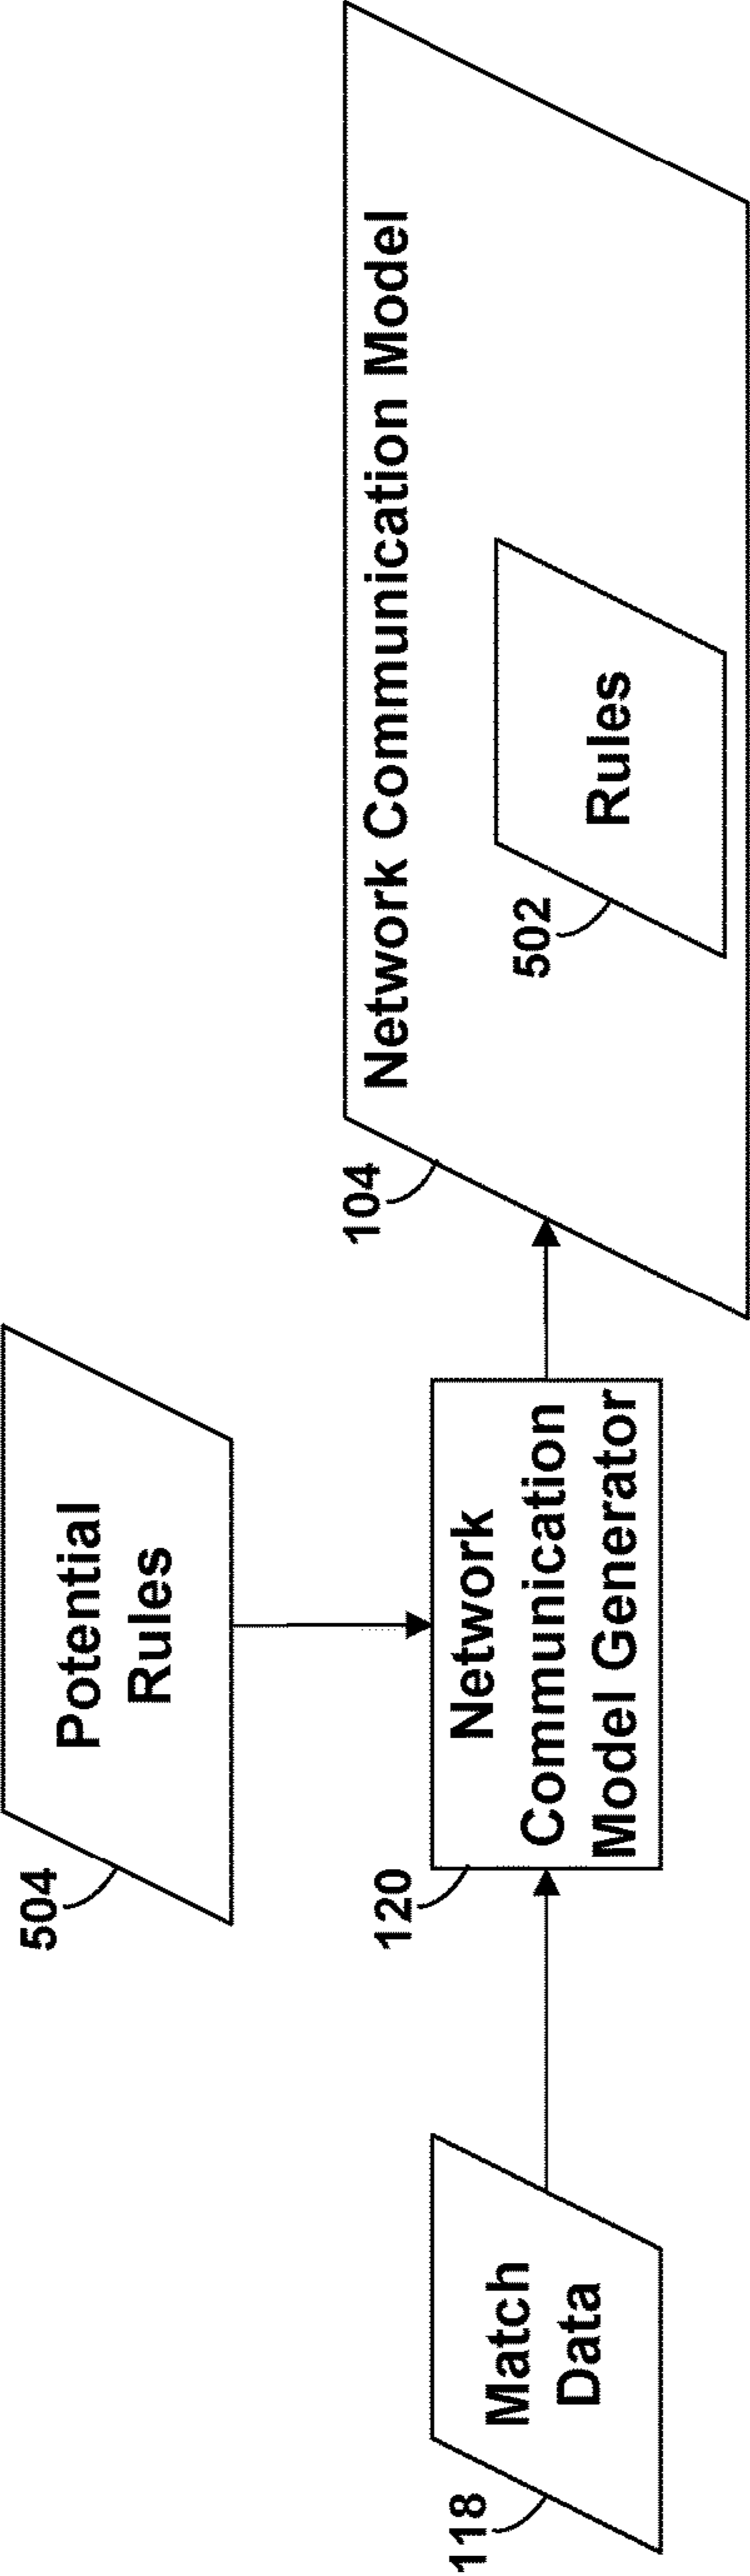 504
Potential
Rules
118
Match
Data
120
Network
Communication
Model Generator
104
Network Communication Model
502
Rules